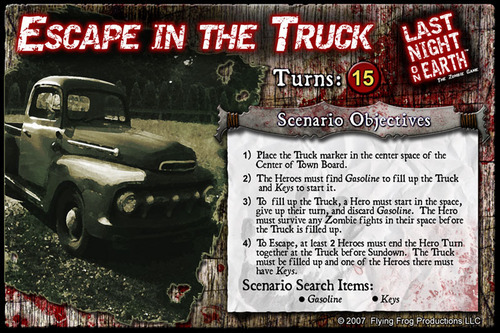 ESCAPE IN THE TRUCK
LAST
NIGHT
ON EARTH™
THE ZOMBIE GAME
Turns: 15
Scenario Objectives
1) Place the Truck marker in the center space of the
Center of Town Board.
2) The Heroes must find Gasoline to fill up the Truck
and Keys to start it.
3) To fill up the Truck, a Hero must start in the space,
give up their turn, and discard Gasoline. The Hero
must survive any Zombie fights in their space before
the Truck is filled up.
4) To Escape, at least 2 Heroes must end the Hero Turn
together at the Truck before Sundown. The Truck
must be filled up and one of the Heroes there must
have Keys.
Scenario Search Items:
• Gasoline • Keys
© 2007 Flying Frog Productions LLC